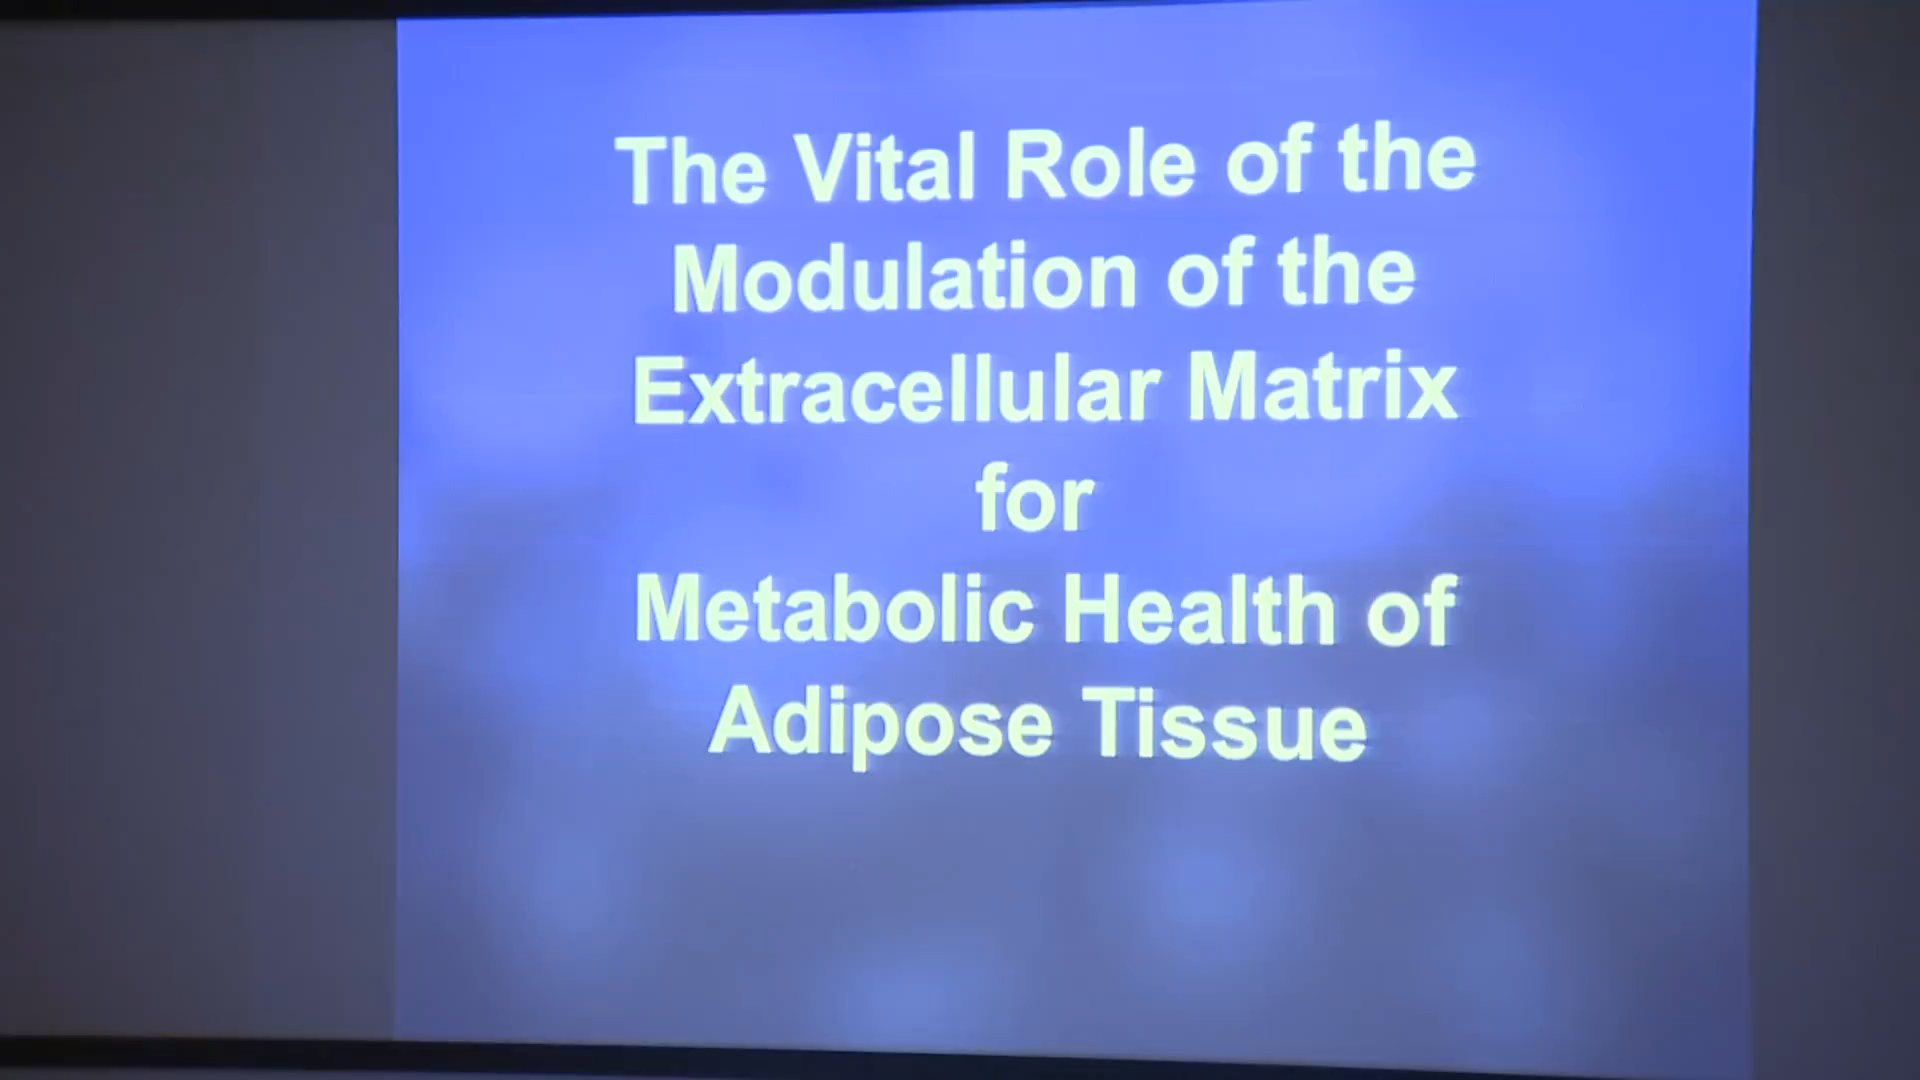 The Vital Role of the
Modulation of the
Extracellular Matrix
for
Metabolic Health of
Adipose Tissue